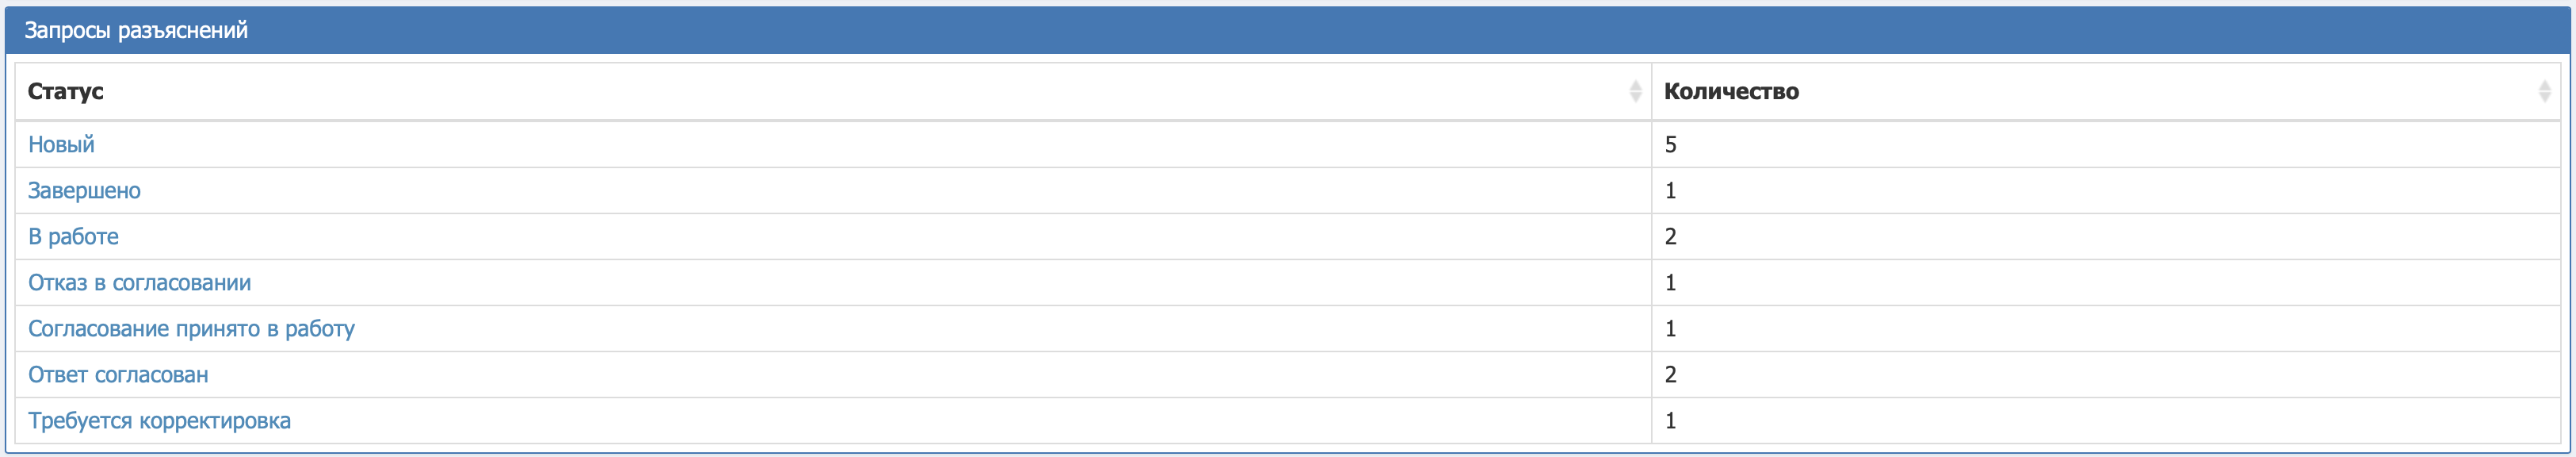 Запросы разъяснений
Статус Количество
Новый 5
Завершено 1
В работе 2
Отказ в согласовании 1
Согласование принято в работу 1
Ответ согласован 2
Требуется корректировка 1